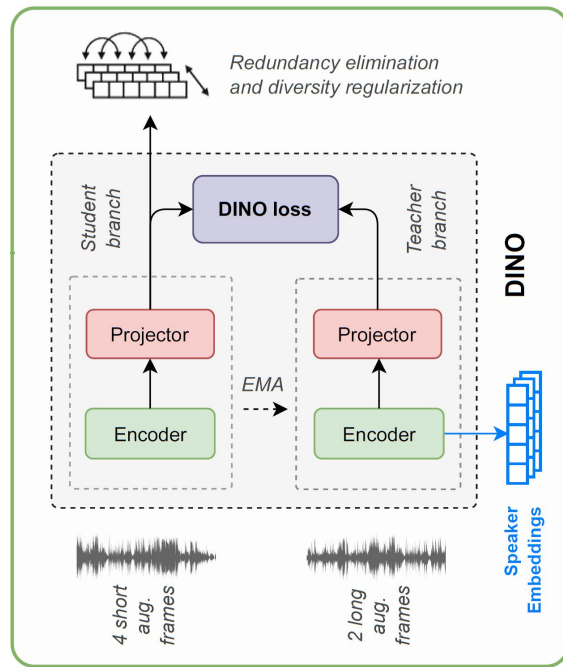 Redundancy elimination
and diversity regularization
Student
branch
DINO loss
Teacher
branch
DINO
Projector
Projector
EMA
Encoder
Encoder
Speaker
Embeddings
4 short
aug.
frames
2 long
aug.
frames